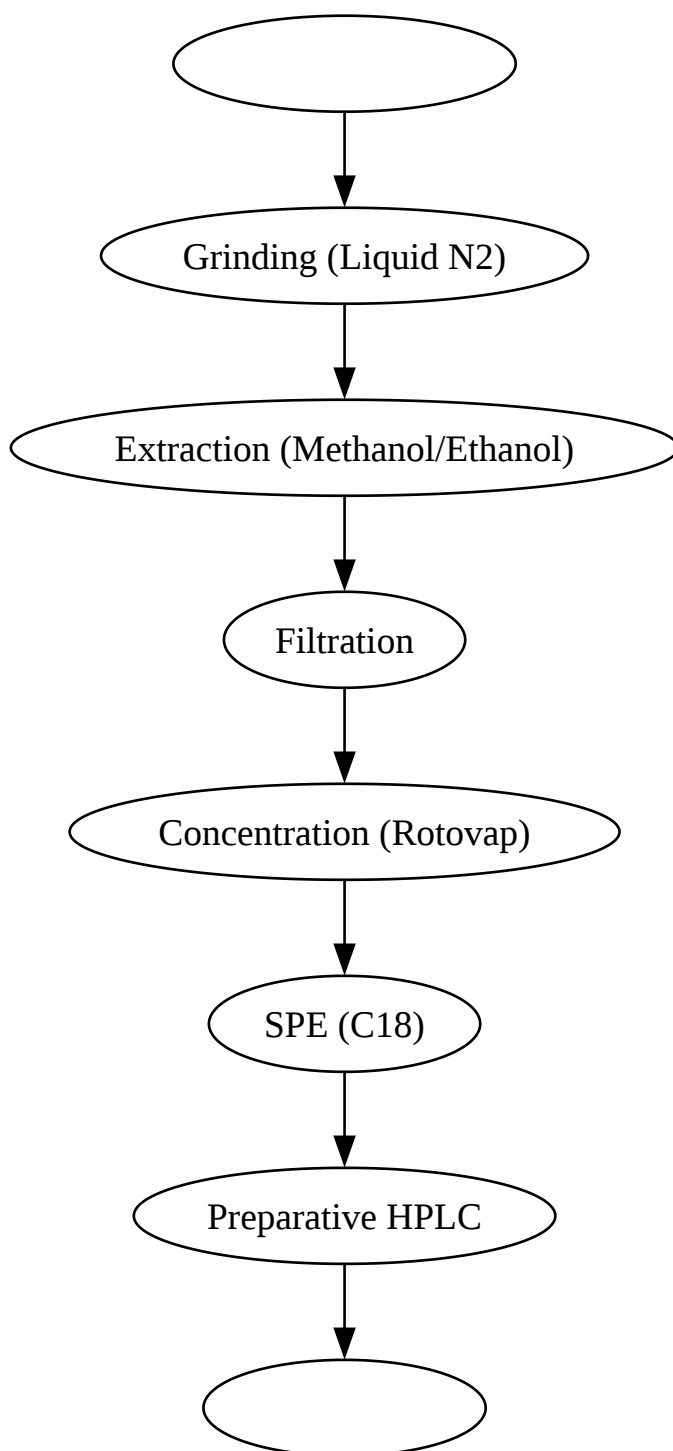 Grinding (Liquid N2)
Extraction (Methanol/Ethanol)
Filtration
Concentration (Rotovap)
SPE (C18)
Preparative HPLC